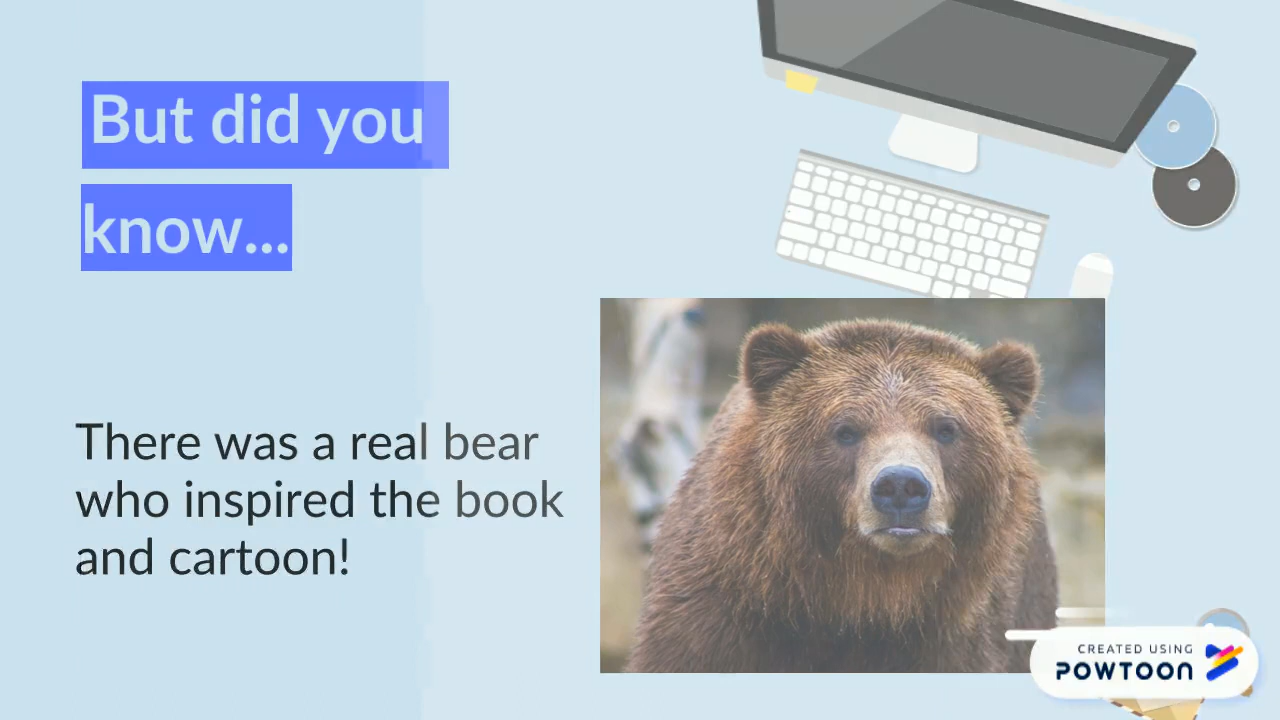 But did you
know...
There was a real bear
who inspired the book
and cartoon!
CREATED USING
POWTOON